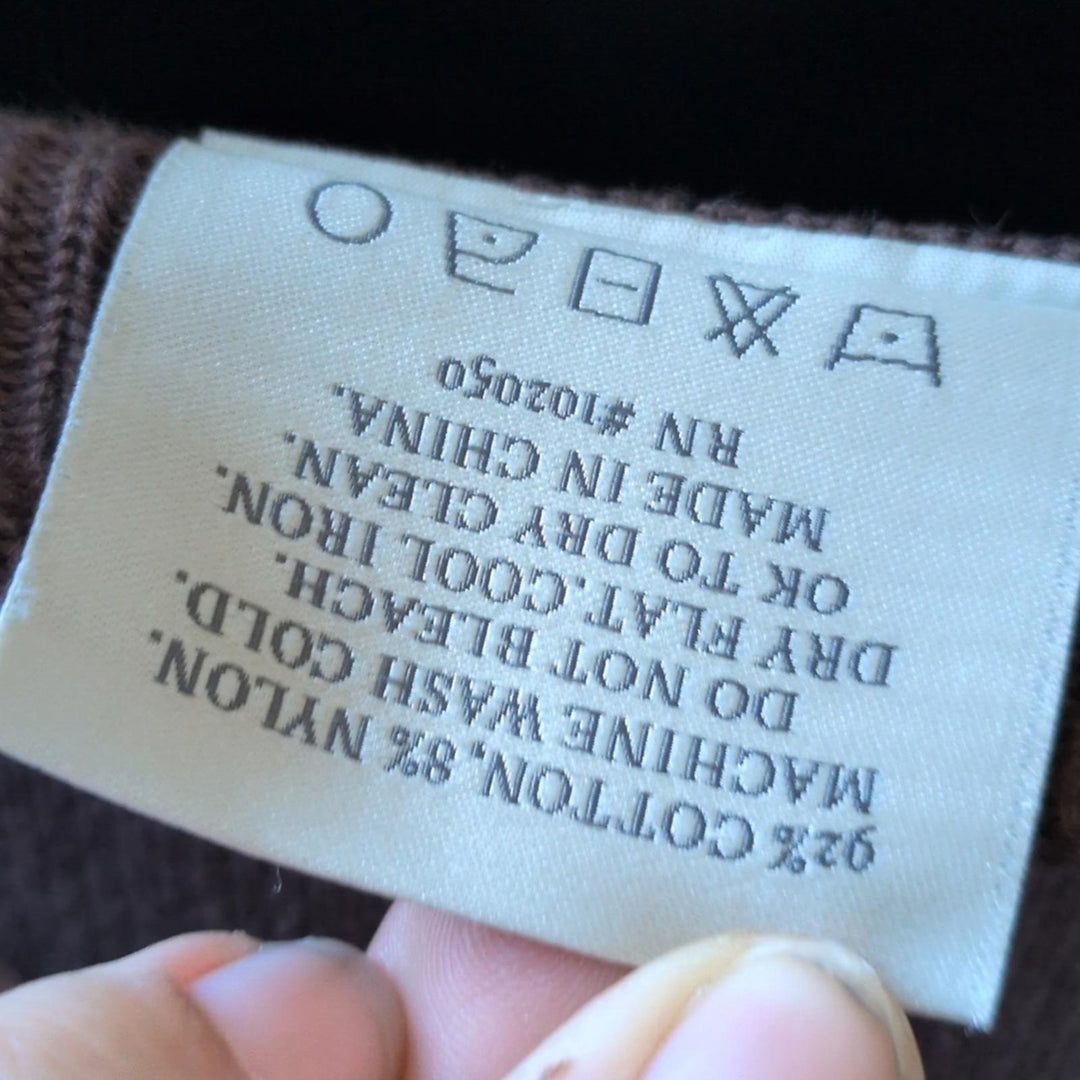 92% COTTON, 8% NYLON.
MACHINE WASH COLD.
DO NOT BLEACH.
DRY FLAT. COOL IRON.
OK TO DRY CLEAN.
MADE IN CHINA.
RN #102050